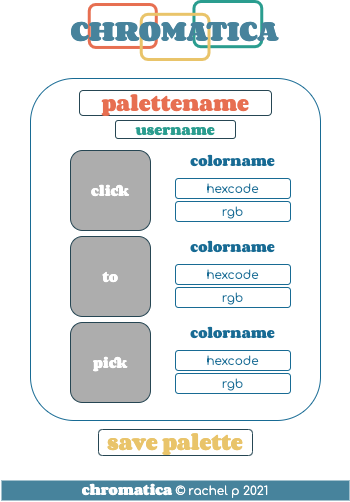 CHROMATICA
palettename
username
click
colorname
hexcode
rgb
to
colorname
hexcode
rgb
pick
colorname
hexcode
rgb
save palette
chromatica © rachel p 2021